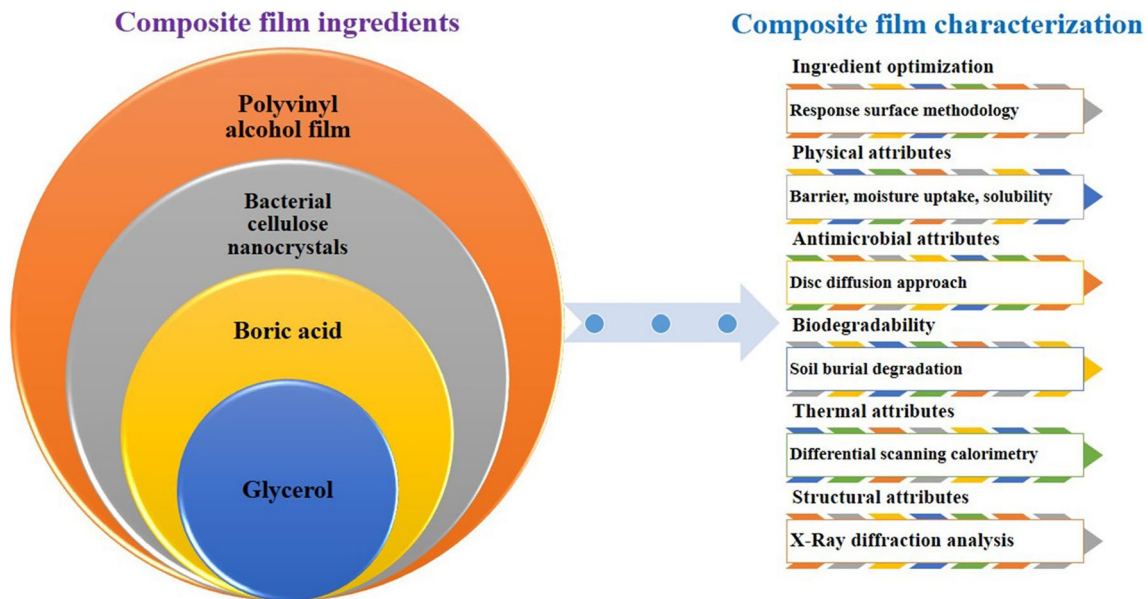 Composite film ingredients
Polyvinyl
alcohol film
Bacterial
cellulose
nanocrystals
Boric acid
Glycerol
Composite film characterization
Ingredient optimization
Response surface methodology
Physical attributes
Barrier, moisture uptake, solubility
Antimicrobial attributes
Disc diffusion approach
Biodegradability
Soil burial degradation
Thermal attributes
Differential scanning calorimetry
Structural attributes
X-Ray diffraction analysis